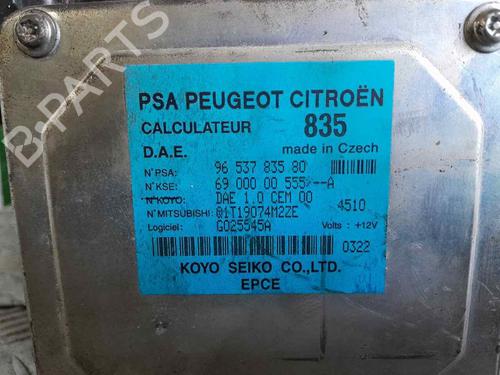 B-PARTS
PSA PEUGEOT CITROËN
CALCULATEUR 835
D.A.E. made in Czech
N°PSA: 96 537 835 80
N°KSE: 69 000 00 555--A
N°KOYO: DAE 1.0 CEM 00
N°MITSUBISHI: Q1T19074M2ZE 4510
Logiciel: G025545A Volts : +12V
0322
KOYO SEIKO CO.,LTD.
EPCE